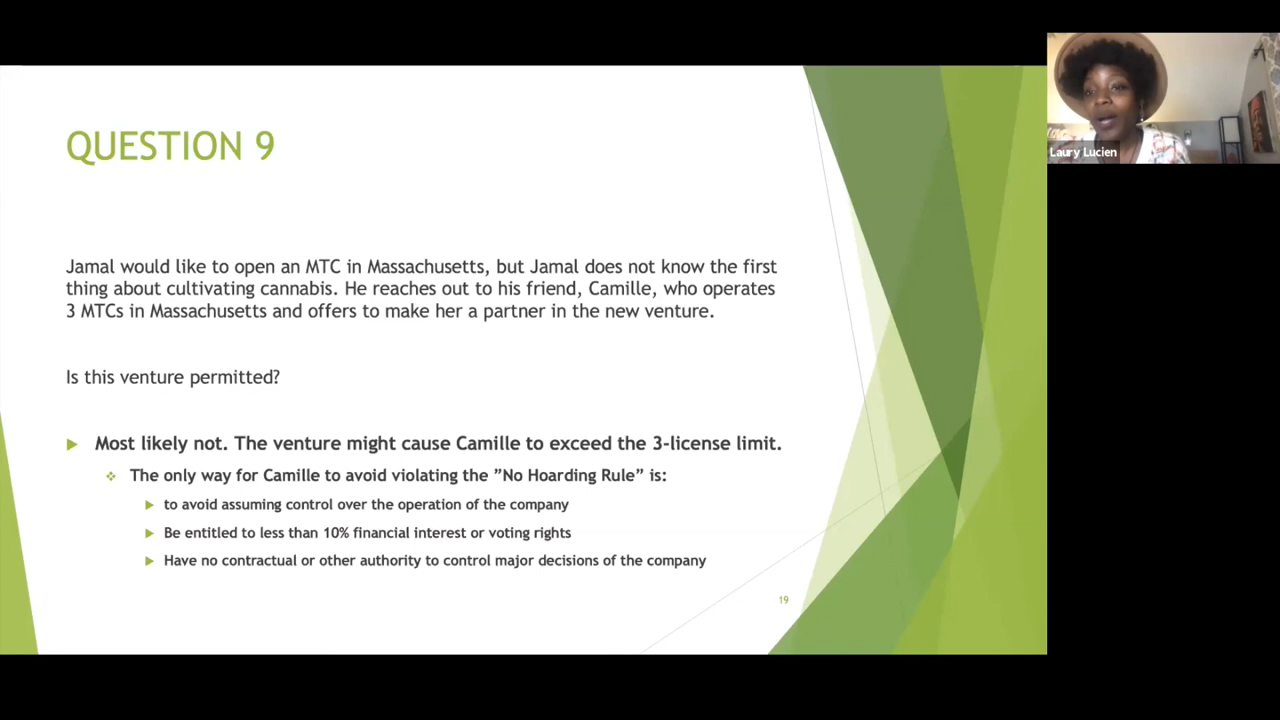 QUESTION 9
Jamal would like to open an MTC in Massachusetts, but Jamal does not know the first
thing about cultivating cannabis. He reaches out to his friend, Camille, who operates
3 MTCs in Massachusetts and offers to make her a partner in the new venture.
Is this venture permitted?
Most likely not. The venture might cause Camille to exceed the 3-license limit.
The only way for Camille to avoid violating the ”No Hoarding Rule” is:
to avoid assuming control over the operation of the company
Be entitled to less than 10% financial interest or voting rights
Have no contractual or other authority to control major decisions of the company
19
Laury Lucien